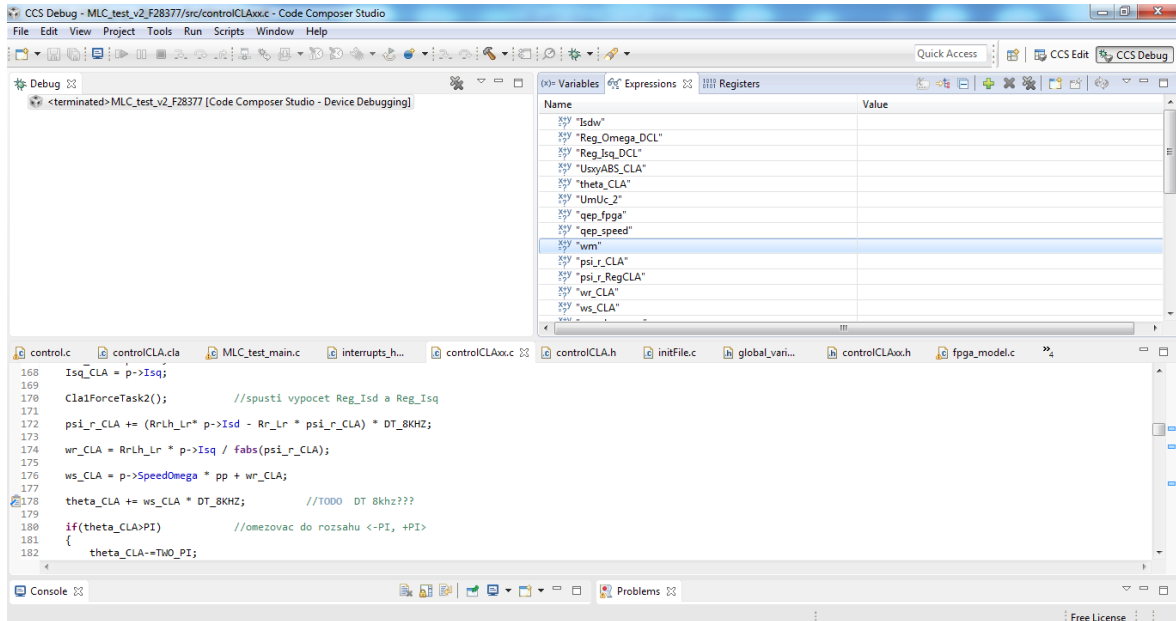 CCS Debug - MLC_test_v2_F28377/src/controlCLAxx.c - Code Composer Studio
File Edit View Project Tools Run Scripts Window Help
Quick Access CCS Edit CCS Debug
Debug
(x)= Variables Expressions Registers
<terminated>MLC_test_v2_F28377 [Code Composer Studio - Device Debugging]
Name Value
"Isdw"
"Reg_Omega_DCL"
"Reg_Isq_DCL"
"UsxyABS_CLA"
"theta_CLA"
"UmUc_2"
"qep_fpga"
"qep_speed"
"wm"
"psi_r_CLA"
"psi_r_RegCLA"
"wr_CLA"
"ws_CLA"
control.c controlCLA.cla MLC_test_main.c interrupts_h... controlCLAxx.c controlCLA.h initFile.c global_vari... controlCLAxx.h fpga_model.c »4
168 Isq_CLA = p->Isq;
169
170 Cla1ForceTask2(); //spusti vypocet Reg_Isd a Reg_Isq
171
172 psi_r_CLA += (RrLh_Lr* p->Isd - Rr_Lr * psi_r_CLA) * DT_8KHZ;
173
174 wr_CLA = RrLh_Lr * p->Isq / fabs(psi_r_CLA);
175
176 ws_CLA = p->SpeedOmega * pp + wr_CLA;
177
178 theta_CLA += ws_CLA * DT_8KHZ; //TODO DT 8khz???
179
180 if(theta_CLA>PI) //omezovac do rozsahu <-PI, +PI>
181 {
182 theta_CLA-=TWO_PI;
Console
Problems
Free License